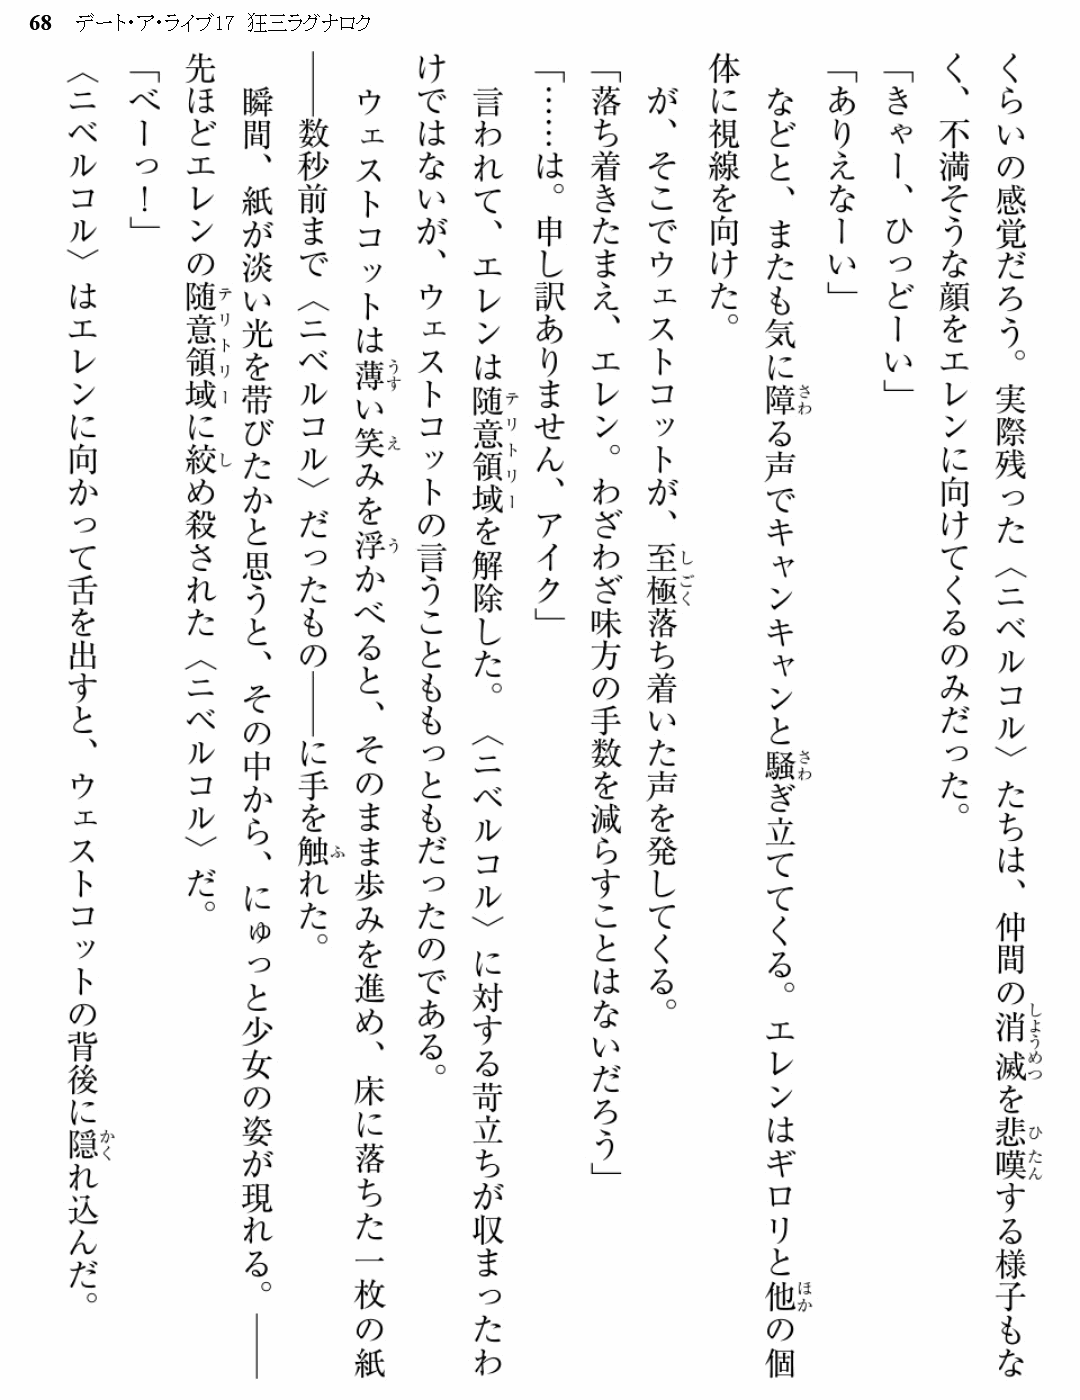 68　デート・ア・ライブ17　狂三ラグナロク
くらいの感覚だろう。実際残った〈ニベルコル〉たちは、仲間の消滅を悲嘆する様子もな
く、不満そうな顔をエレンに向けてくるのみだった。
「きゃー、ひっどーい」
「ありえなーい」
などと、またも気に障る声でキャンキャンと騒ぎ立ててくる。エレンはギロリと他の個
体に視線を向けた。
が、そこでウェストコットが、至極落ち着いた声を発してくる。
「落ち着きたまえ、エレン。わざわざ味方の手数を減らすことはないだろう」
「……は。申し訳ありません、アイク」
言われて、エレンは随意領域を解除した。〈ニベルコル〉に対する苛立ちが収まったわ
けではないが、ウェストコットの言うことももっともだったのである。
ウェストコットは薄い笑みを浮かべると、そのまま歩みを進め、床に落ちた一枚の紙
――数秒前まで〈ニベルコル〉だったもの――に手を触れた。
瞬間、紙が淡い光を帯びたかと思うと、その中から、にゅっと少女の姿が現れる。――
先ほどエレンの随意領域に絞め殺された〈ニベルコル〉だ。
「べーっ！」
〈ニベルコル〉はエレンに向かって舌を出すと、ウェストコットの背後に隠れ込んだ。